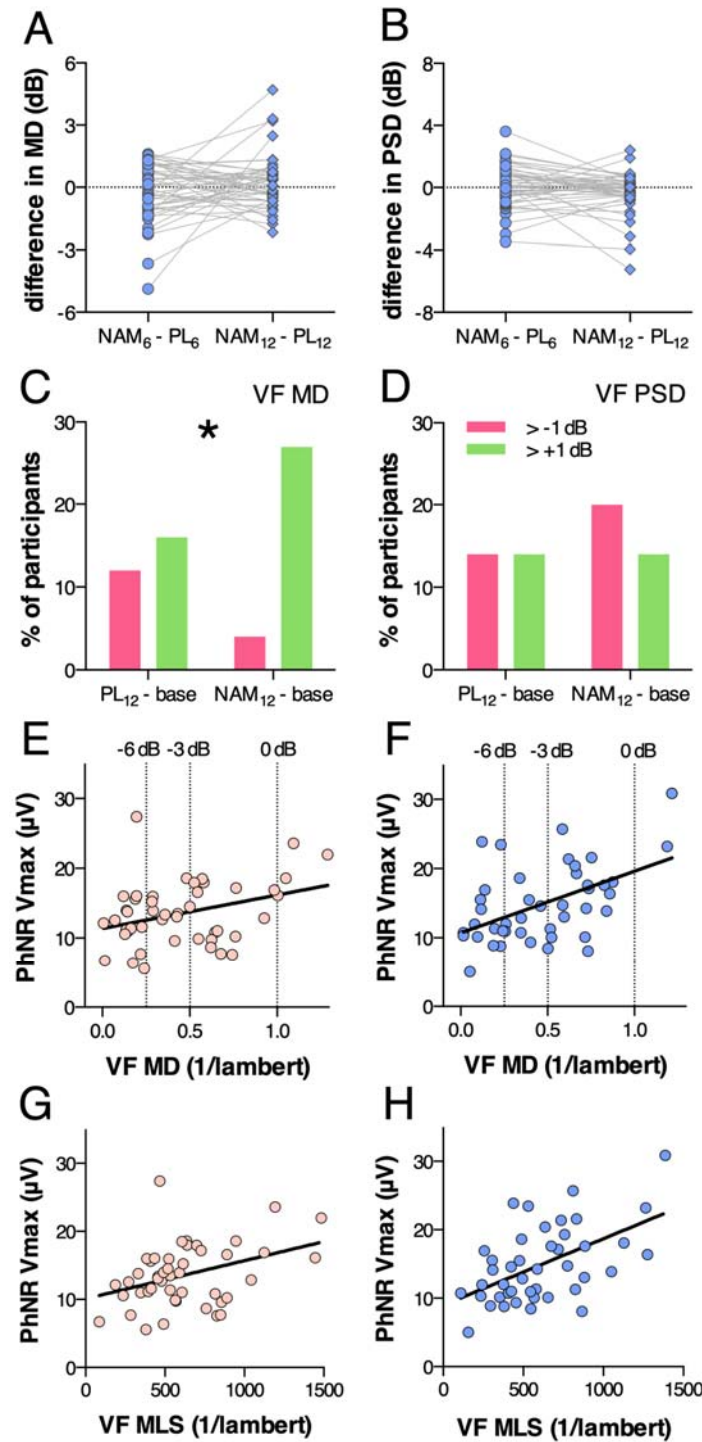 A
difference in MD (dB)
6
3
0
-3
-6
NAM₆ - PL₆
NAM₁₂ - PL₁₂
B
difference in PSD (dB)
8
4
0
-4
-8
NAM₆ - PL₆
NAM₁₂ - PL₁₂
C
VF MD
*
% of participants
30
20
10
0
PL₁₂ - base
NAM₁₂ - base
D
VF PSD
> -1 dB
> +1 dB
% of participants
30
20
10
0
PL₁₂ - base
NAM₁₂ - base
E
-6 dB
-3 dB
0 dB
PhNR Vmax (µV)
30
20
10
0
0.0
0.5
1.0
VF MD (1/lambert)
F
-6 dB
-3 dB
0 dB
PhNR Vmax (µV)
30
20
10
0
0.0
0.5
1.0
VF MD (1/lambert)
G
PhNR Vmax (µV)
30
20
10
0
0
500
1000
1500
VF MLS (1/lambert)
H
PhNR Vmax (µV)
30
20
10
0
0
500
1000
1500
VF MLS (1/lambert)